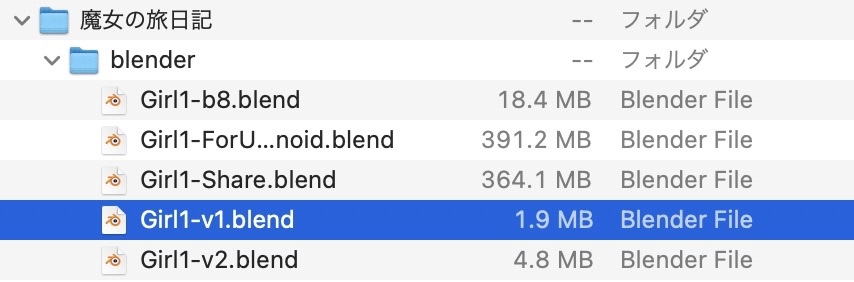 魔女の旅日記 -- フォルダ
blender -- フォルダ
Girl1-b8.blend 18.4 MB Blender File
Girl1-ForU...noid.blend 391.2 MB Blender File
Girl1-Share.blend 364.1 MB Blender File
Girl1-v1.blend 1.9 MB Blender File
Girl1-v2.blend 4.8 MB Blender File